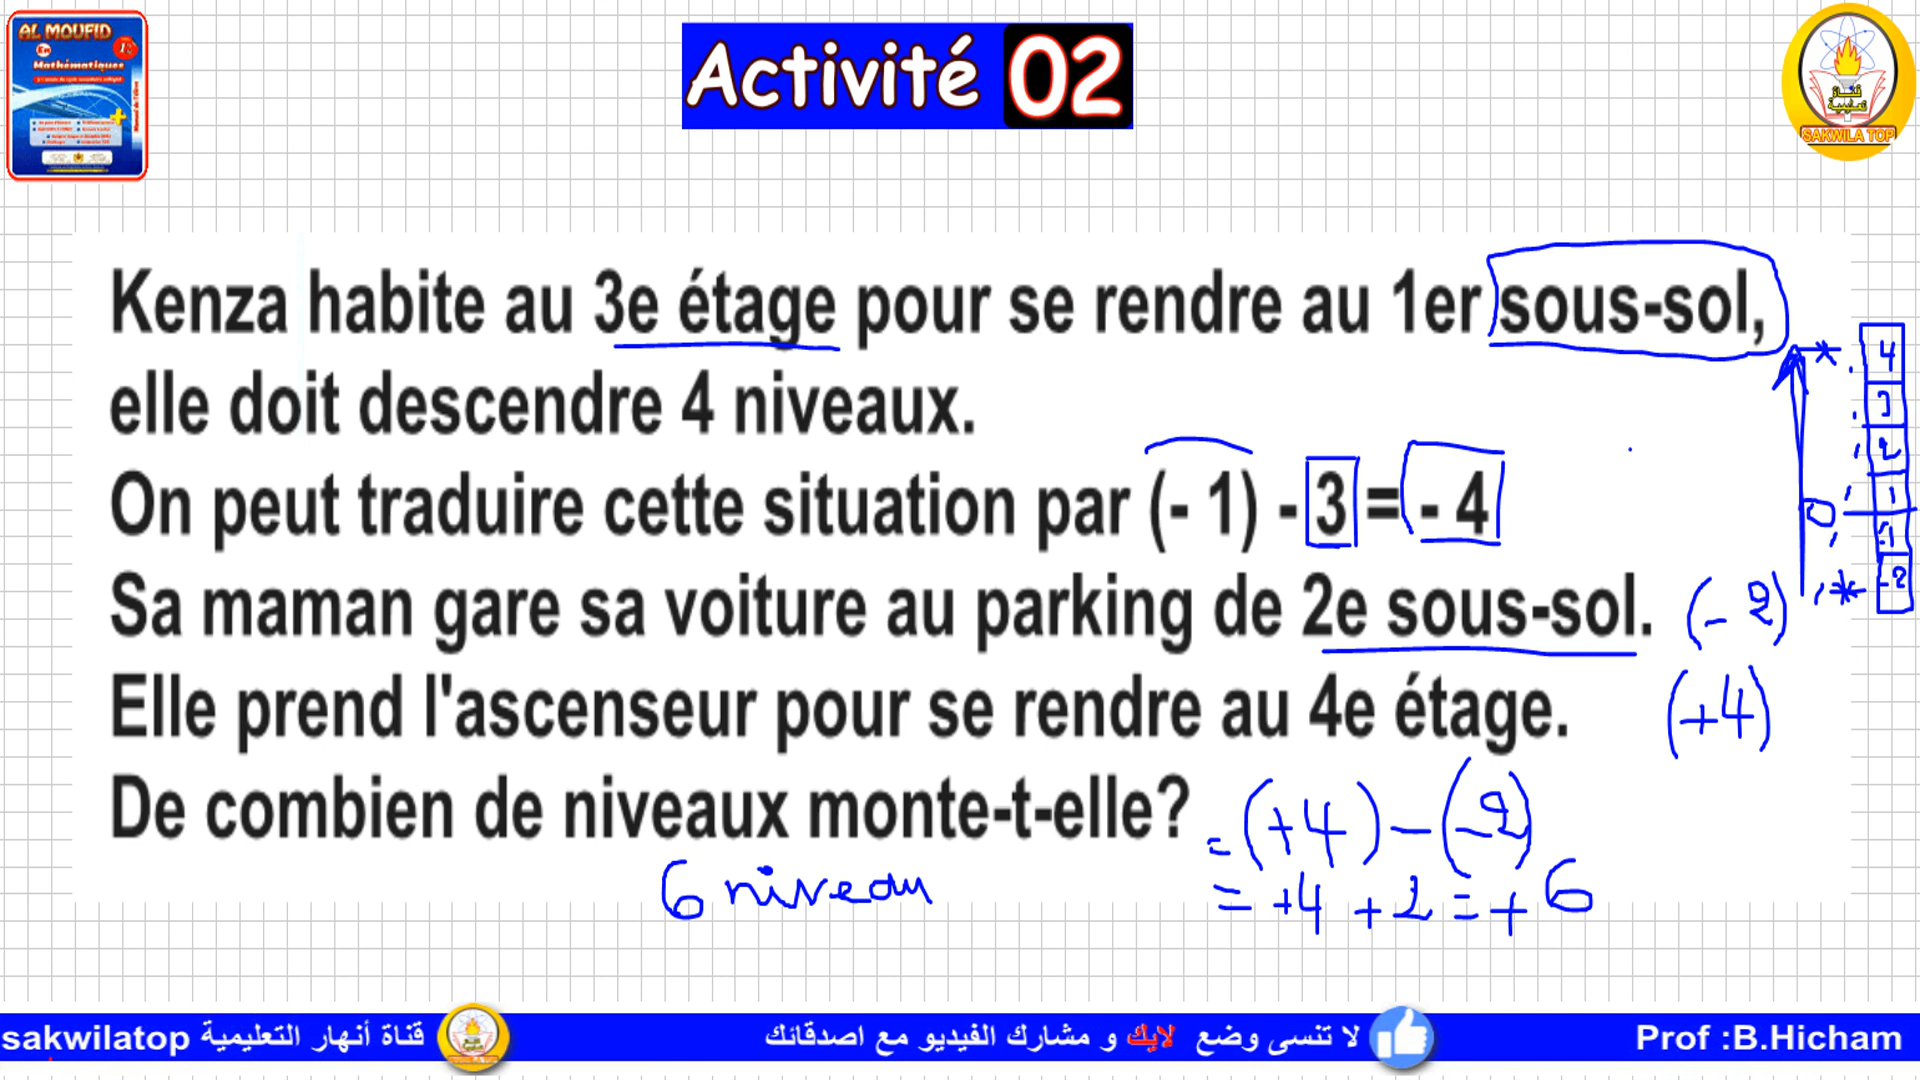 AL MOUFID
En
Mathématiques
Activité 02
SAKWILA TOP
Kenza habite au 3e étage pour se rendre au 1er sous-sol,
elle doit descendre 4 niveaux.
On peut traduire cette situation par (- 1) - 3 = - 4
Sa maman gare sa voiture au parking de 2e sous-sol. (- 2)
Elle prend l'ascenseur pour se rendre au 4e étage. (+4)
De combien de niveaux monte-t-elle? = (+4) - (-2)
6 niveau = +4 + 2 = + 6
4
3
2
1
0
-1
-2
sakwilatop قناة أنهار التعليمية
لا تنسى وضع لايك و مشارك الفيديو مع اصدقائك
Prof :B.Hicham